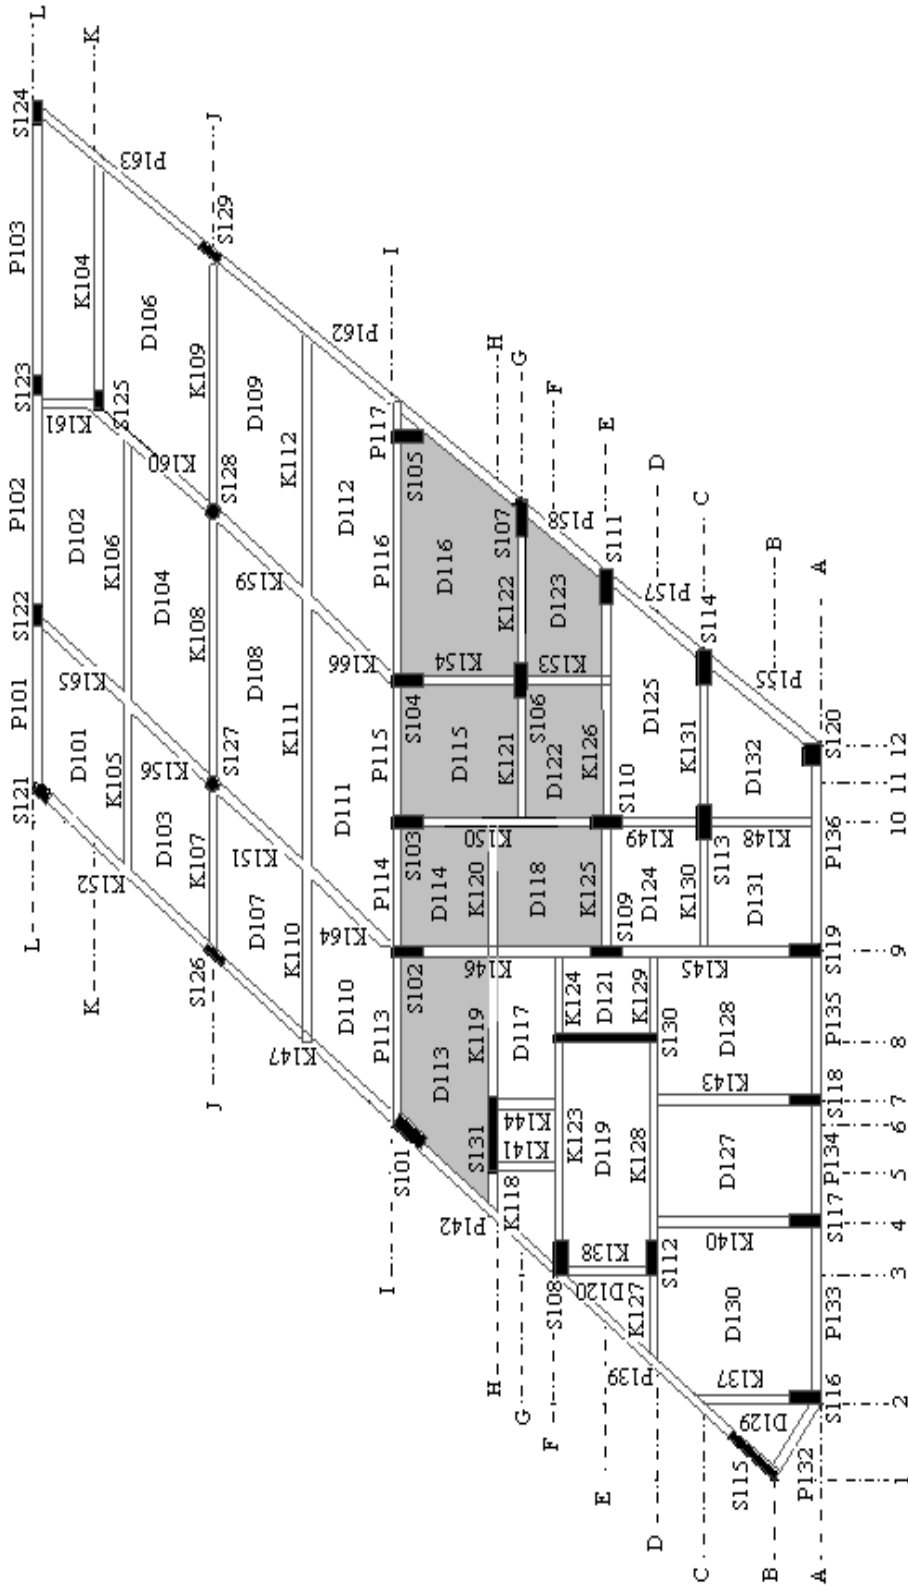 S121
P101
S122
P102
S123
P103
S124
L
L
D101
K165
D102
K161
K104
K
K
K152
K105
K106
S125
P163
K156
D103
D104
K160
D106
S126
K107
S127
K108
S128
K109
S129
J
J
D107
K151
D108
K159
D109
K147
K110
K111
K112
K164
K166
P162
D110
D111
D112
P113
P114
P115
P116
P117
I
I
S101
S102
S103
S104
S105
D113
D114
D115
D116
P142
K119
K146
K120
K150
K121
K154
K122
S107
H
H
S131
K118
K141
K144
D117
D118
S106
K153
G
G
S108
K123
K124
D122
D123
P158
F
F
D120
K138
D119
D121
K125
K126
S111
E
E
K127
S112
K128
S130
K129
S109
S110
P139
D124
K149
D125
P157
D
D
K137
D130
K140
D127
K143
D128
K145
K130
S113
K131
S114
C
C
S115
D129
D131
K148
D132
P155
B
B
P132
S116
P133
S117
P134
S118
P135
S119
P136
S120
A
A
1
2
3
4
5
6
7
8
9
10
11
12